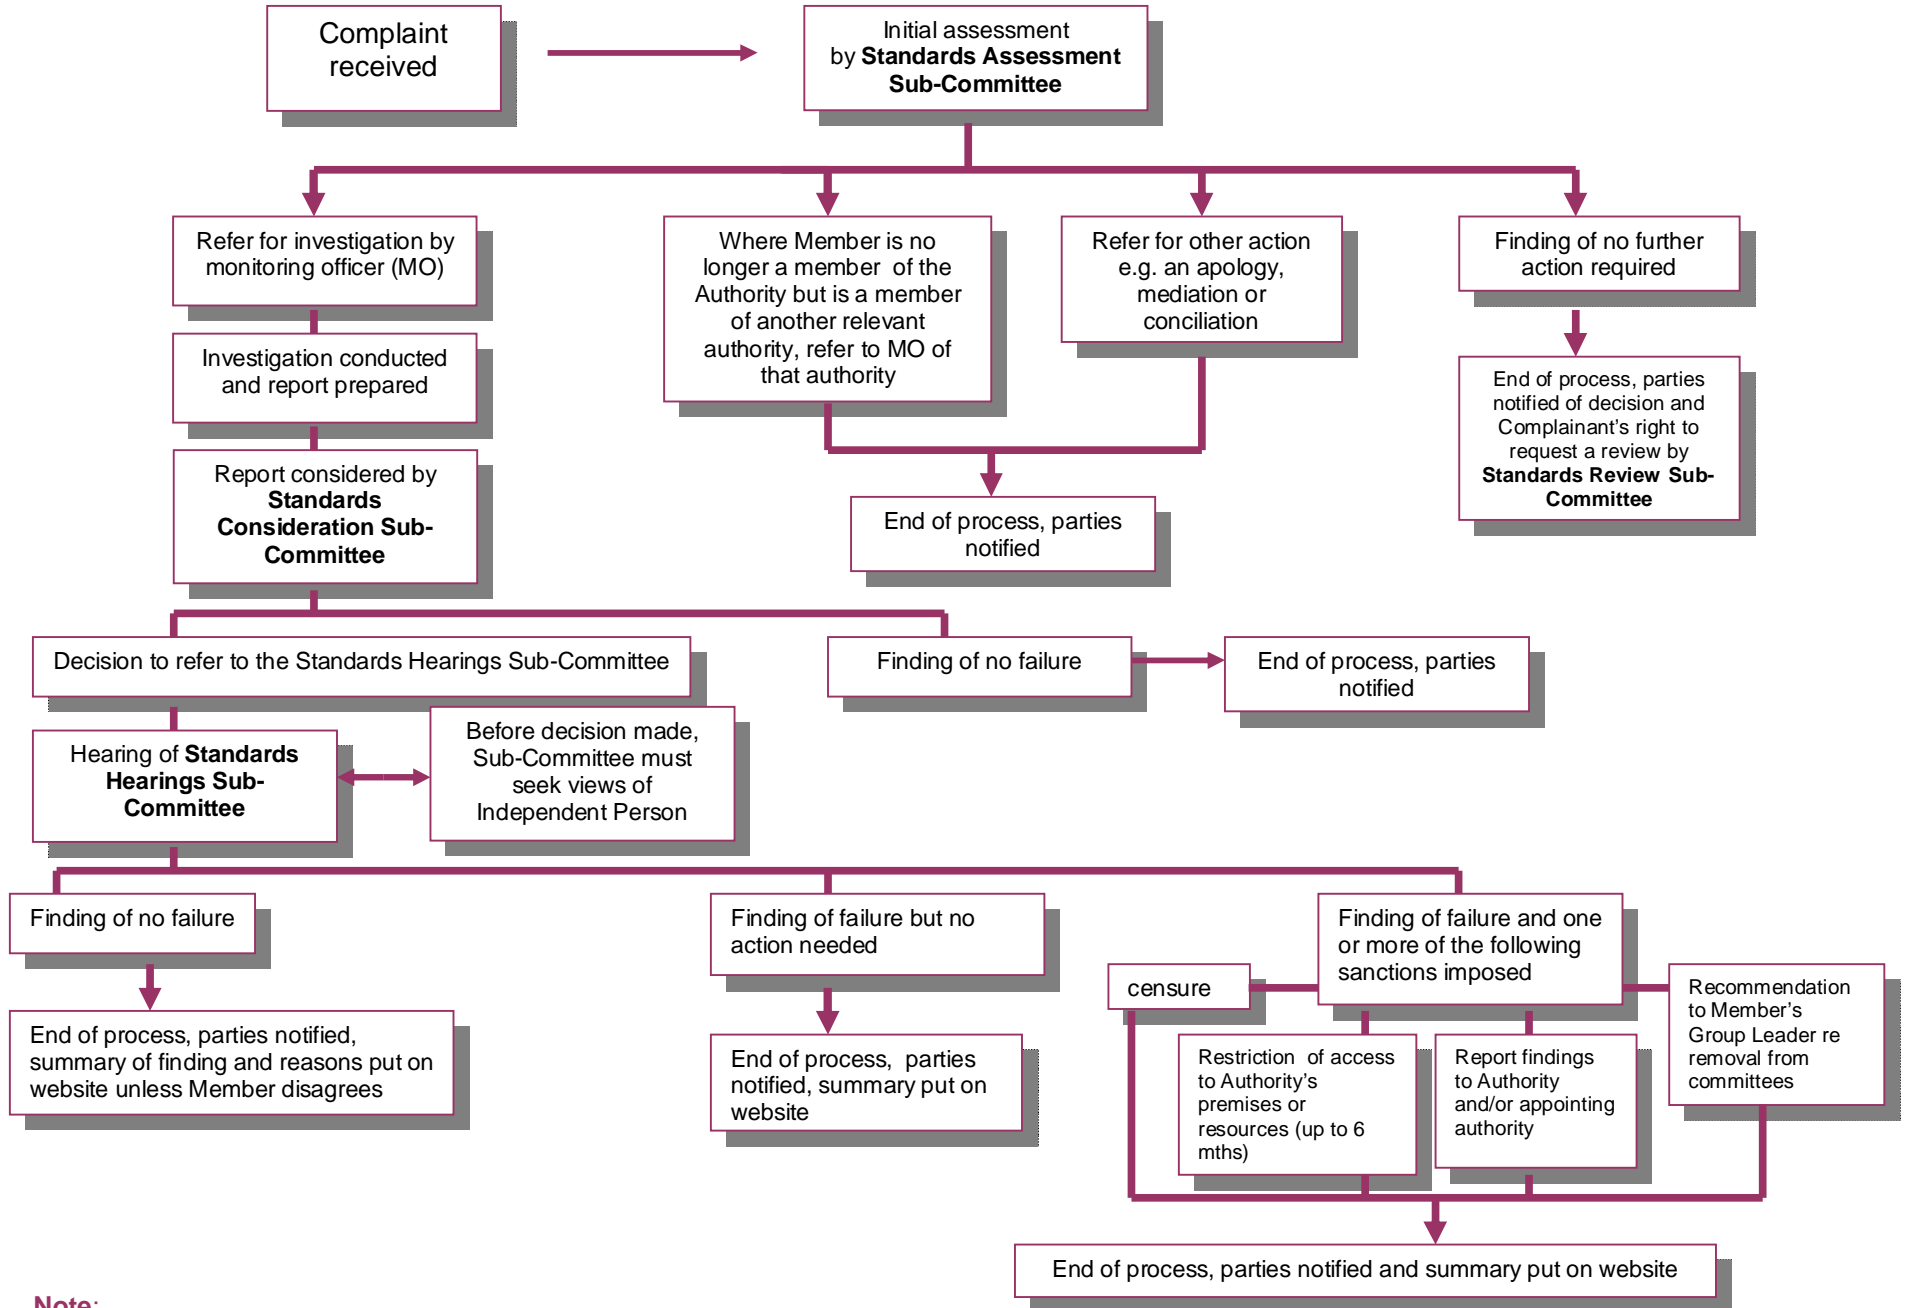 Complaint
received
Initial assessment
by Standards Assessment
Sub-Committee
Refer for investigation by
monitoring officer (MO)
Where Member is no
longer a member of the
Authority but is a member
of another relevant
authority, refer to MO of
that authority
Refer for other action
e.g. an apology,
mediation or
conciliation
Finding of no further
action required
Investigation conducted
and report prepared
End of process, parties
notified of decision and
Complainant's right to
request a review by
Standards Review Sub-
Committee
Report considered by
Standards
Consideration Sub-
Committee
End of process, parties
notified
Decision to refer to the Standards Hearings Sub-Committee
Finding of no failure
End of process, parties
notified
Hearing of Standards
Hearings Sub-
Committee
Before decision made,
Sub-Committee must
seek views of
Independent Person
Finding of no failure
Finding of failure but no
action needed
Finding of failure and one
or more of the following
sanctions imposed
censure
Recommendation
to Member's
Group Leader re
removal from
committees
End of process, parties notified,
summary of finding and reasons put on
website unless Member disagrees
End of process, parties
notified, summary put on
website
Restriction of access
to Authority's
premises or
resources (up to 6
mths)
Report findings
to Authority
and/or appointing
authority
End of process, parties notified and summary put on website
Note: